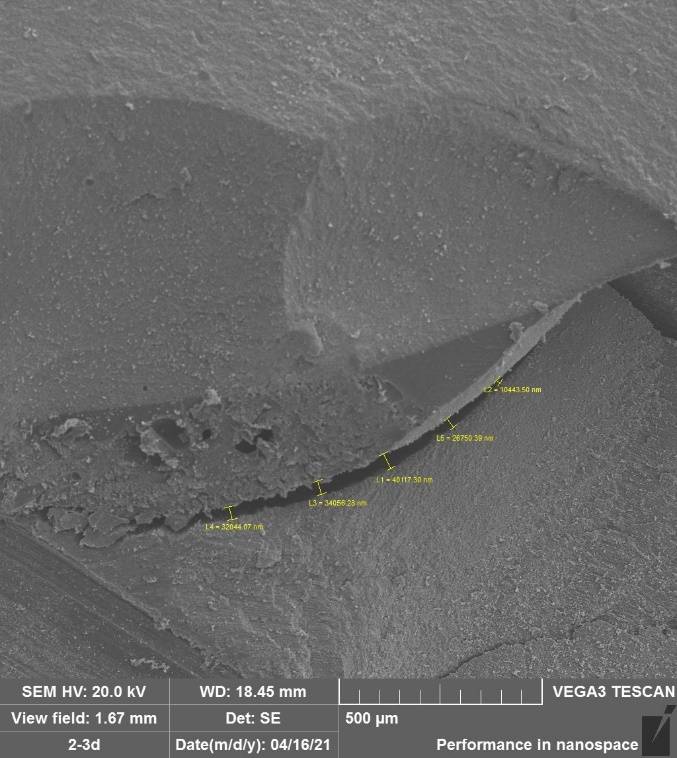 L2 = 10443.50 nm
L5 = 26750.39 nm
L1 = 40117.30 nm
L3 = 34056.28 nm
L4 = 32044.07 nm
SEM HV: 20.0 kV WD: 18.45 mm VEGA3 TESCAN
View field: 1.67 mm Det: SE 500 µm
2-3d Date(m/d/y): 04/16/21 Performance in nanospace